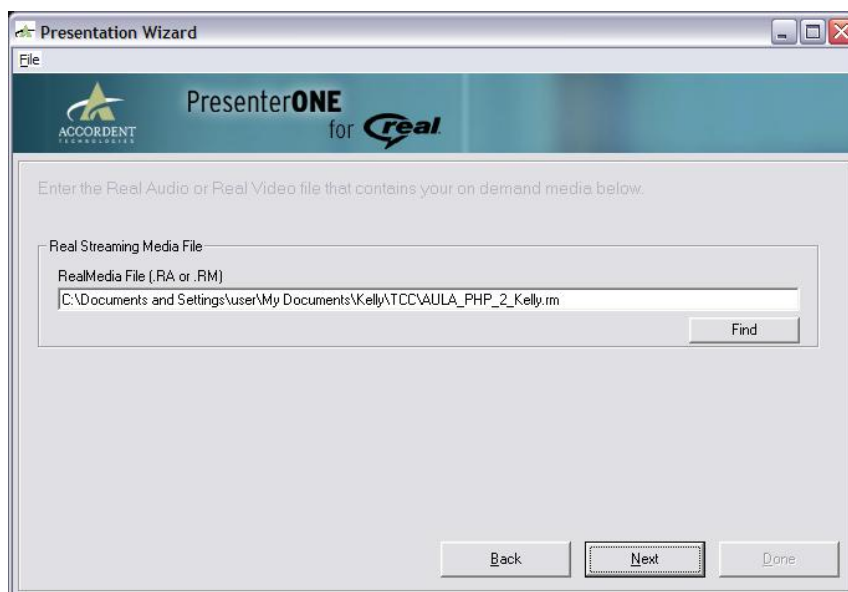 Presentation Wizard
File
ACCORDENT
TECHNOLOGIES
PresenterONE
for real
Enter the Real Audio or Real Video file that contains your on demand media below.
Real Streaming Media File
RealMedia File (.RA or .RM)
C:\Documents and Settings\user\My Documents\Kelly\TCC\AULA_PHP_2_Kelly.rm
Find
Back
Next
Done